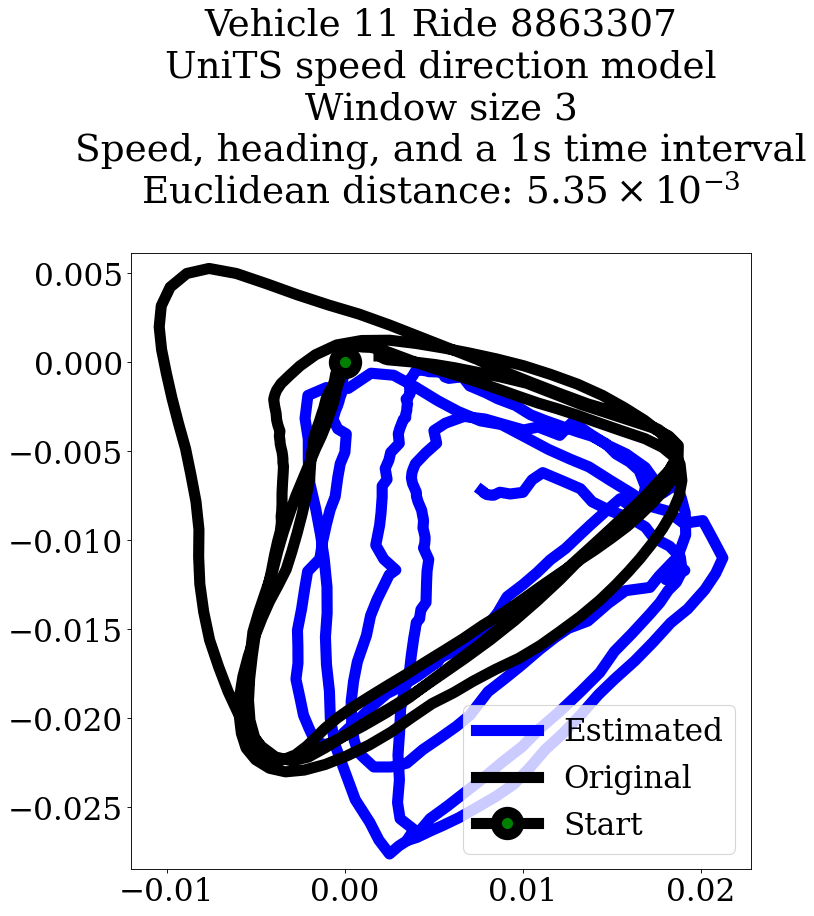 Vehicle 11 Ride 8863307
UniTS speed direction model
Window size 3
Speed, heading, and a 1s time interval
Euclidean distance: 5.35 × 10⁻³
0.005
0.000
−0.005
−0.010
−0.015
−0.020
−0.025
−0.01
0.00
0.01
0.02
Estimated
Original
Start